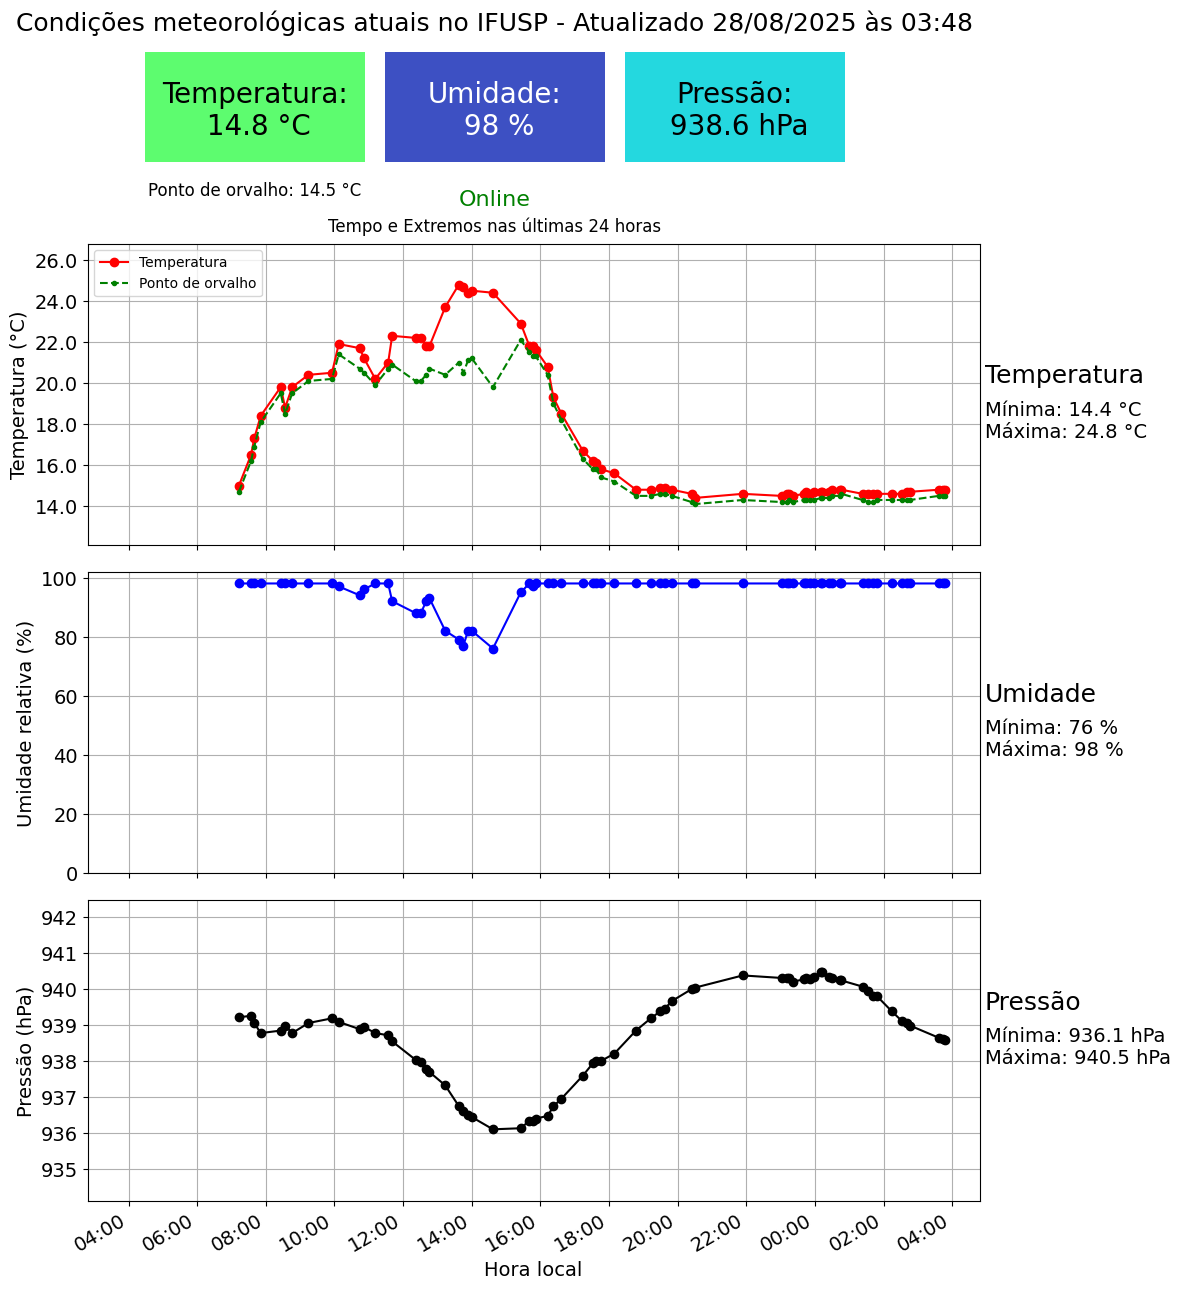 Condições meteorológicas atuais no IFUSP - Atualizado 28/08/2025 às 03:48
Temperatura:
14.8 °C
Umidade:
98 %
Pressão:
938.6 hPa
Ponto de orvalho: 14.5 °C
Online
Tempo e Extremos nas últimas 24 horas
Temperatura (°C)
26.0
24.0
22.0
20.0
18.0
16.0
14.0
Temperatura
Ponto de orvalho
Temperatura
Mínima: 14.4 °C
Máxima: 24.8 °C
Umidade relativa (%)
100
80
60
40
20
0
Umidade
Mínima: 76 %
Máxima: 98 %
Pressão (hPa)
942
941
940
939
938
937
936
935
Pressão
Mínima: 936.1 hPa
Máxima: 940.5 hPa
04:00 06:00 08:00 10:00 12:00 14:00 16:00 18:00 20:00 22:00 00:00 02:00 04:00
Hora local